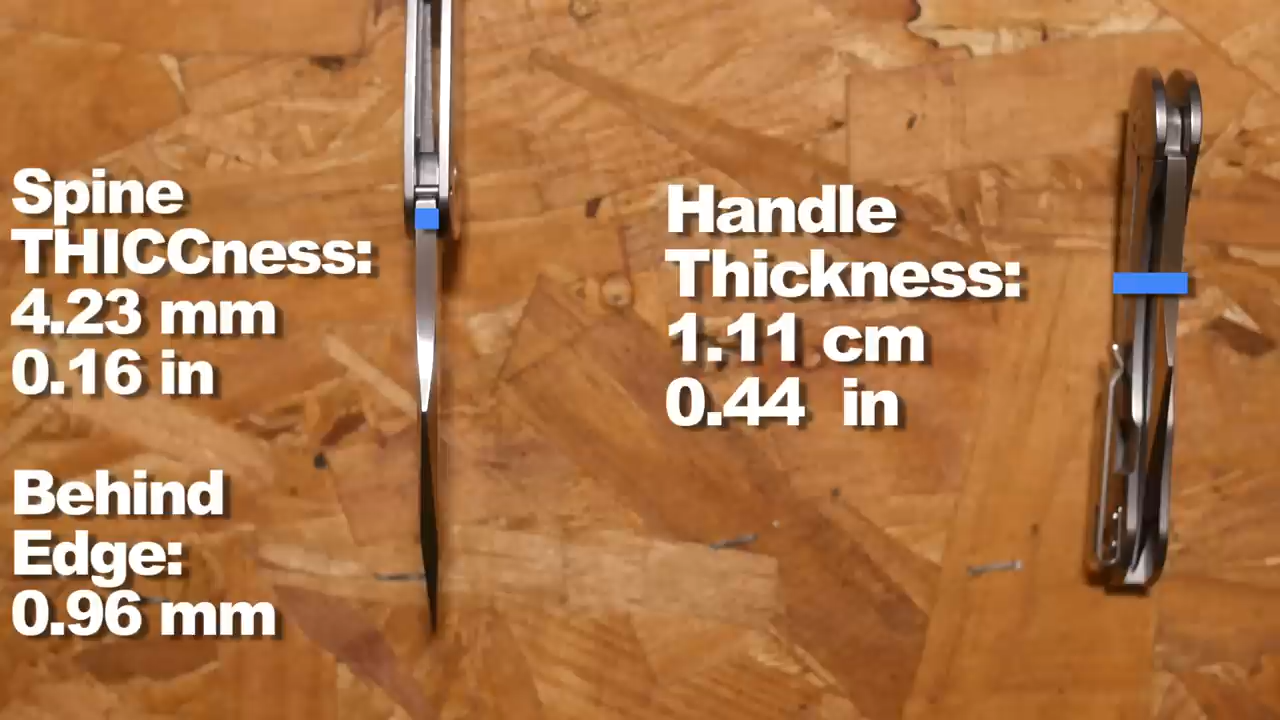 Spine
THICCness:
4.23 mm
0.16 in
Behind
Edge:
0.96 mm
Handle
Thickness:
1.11 cm
0.44 in